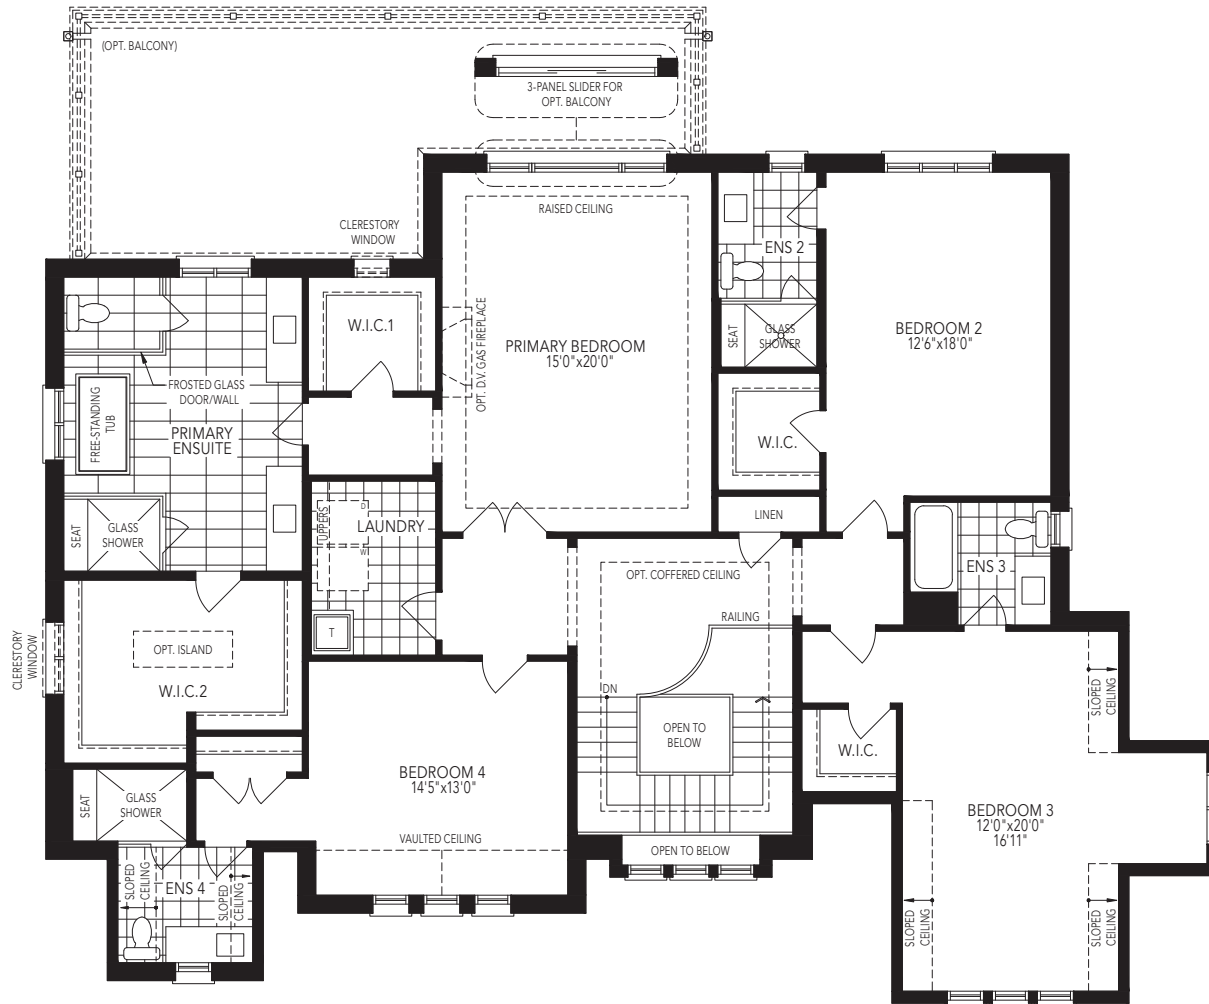 (OPT. BALCONY)
3-PANEL SLIDER FOR
OPT. BALCONY
CLERESTORY
WINDOW
RAISED CEILING
ENS 2
W.I.C.1
OPT. D.V. GAS FIREPLACE
PRIMARY BEDROOM
15'0"x20'0"
SEAT
GLASS
SHOWER
BEDROOM 2
12'6"x18'0"
FROSTED GLASS
DOOR/WALL
FREE-STANDING
TUB
PRIMARY
ENSUITE
W.I.C.
SEAT
GLASS
SHOWER
UPPERS
D
LAUNDRY
W
T
LINEN
OPT. COFFERED CEILING
RAILING
ENS 3
CLERESTORY
WINDOW
OPT. ISLAND
W.I.C.2
DN
OPEN TO
BELOW
SLOPED
CEILING
W.I.C.
BEDROOM 4
14'5"x13'0"
SEAT
GLASS
SHOWER
VAULTED CEILING
OPEN TO BELOW
BEDROOM 3
12'0"x20'0"
16'11"
SLOPED
CEILING
ENS 4
SLOPED
CEILING
SLOPED
CEILING
SLOPED
CEILING